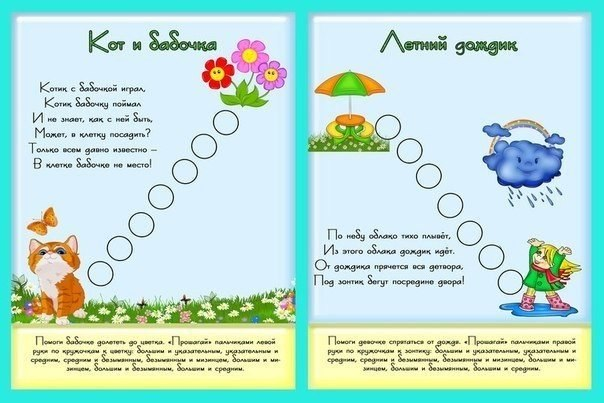 Кот и бабочка
Котик с бабочкой играл,
Котик бабочку поймал
И не знает, как с ней быть,
Может, в клетку посадить?
Только всем давно известно –
В клетке бабочке не место!
Помоги бабочке долететь до цветка. «Прошагай» пальчиками левой
руки по кружочкам к цветку: большим и указательным, указательным и
средним, средним и безымянным, безымянным и мизинцем, большим и ми-
зинцем, большим и безымянным, большим и средним.
Летний дождик
По небу облако тихо плывёт,
Из этого облака дождик идёт.
От дождика прячется вся детвора,
Под зонтик бегут посредине двора!
Помоги девочке спрятаться от дождя. «Прошагай» пальчиками правой
руки по кружочкам к зонтику: большим и указательным, указательным и
средним, средним и безымянным, безымянным и мизинцем, большим и ми-
зинцем, большим и безымянным, большим и средним.